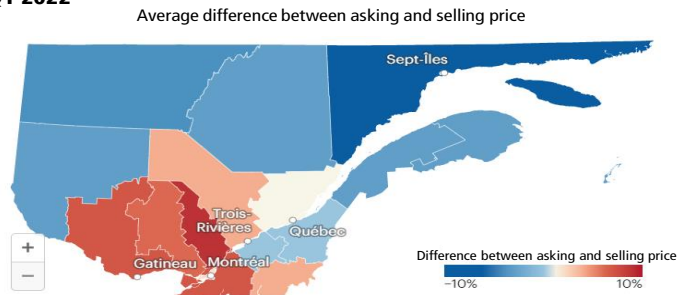 1 2022
Average difference between asking and selling price
Sept-Îles
Trois-
Rivières
Québec
Gatineau
Montréal
+
−
Difference between asking and selling price
−10%
10%